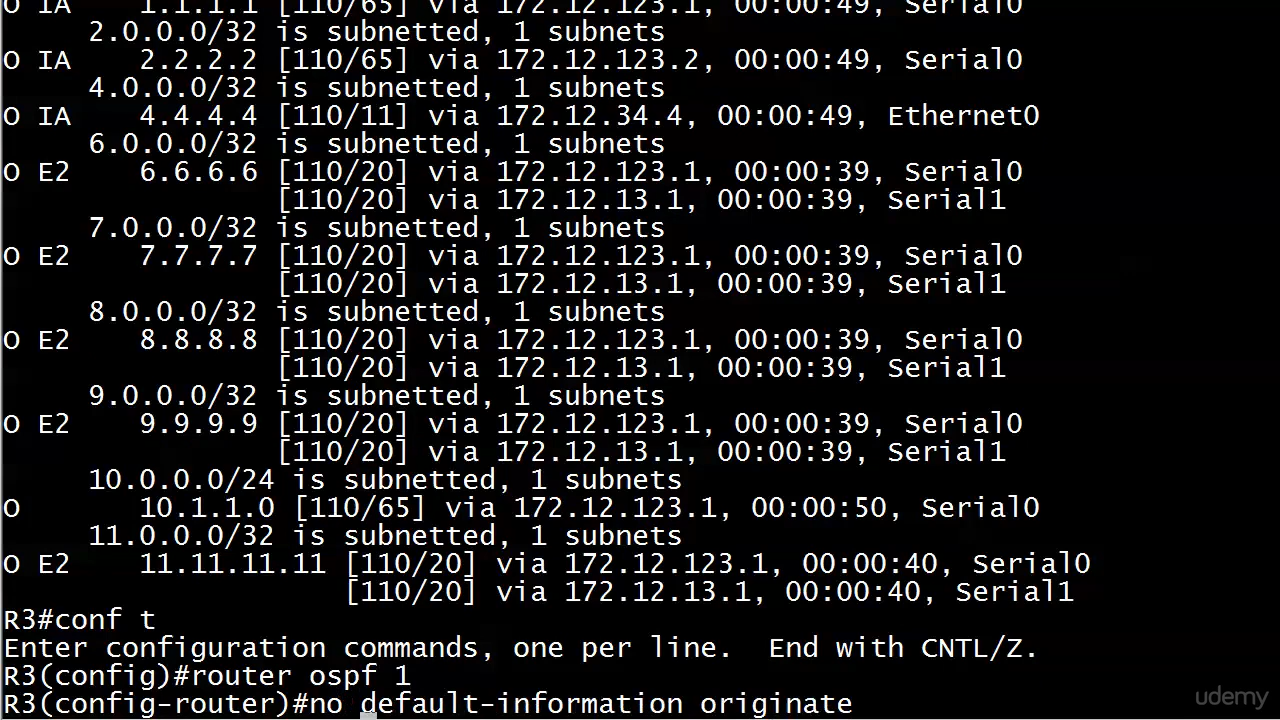 O IA    1.1.1.1 [110/65] via 172.12.123.1, 00:00:49, Serial0
     2.0.0.0/32 is subnetted, 1 subnets
O IA    2.2.2.2 [110/65] via 172.12.123.2, 00:00:49, Serial0
     4.0.0.0/32 is subnetted, 1 subnets
O IA    4.4.4.4 [110/11] via 172.12.34.4, 00:00:49, Ethernet0
     6.0.0.0/32 is subnetted, 1 subnets
O E2    6.6.6.6 [110/20] via 172.12.123.1, 00:00:39, Serial0
                [110/20] via 172.12.13.1, 00:00:39, Serial1
     7.0.0.0/32 is subnetted, 1 subnets
O E2    7.7.7.7 [110/20] via 172.12.123.1, 00:00:39, Serial0
                [110/20] via 172.12.13.1, 00:00:39, Serial1
     8.0.0.0/32 is subnetted, 1 subnets
O E2    8.8.8.8 [110/20] via 172.12.123.1, 00:00:39, Serial0
                [110/20] via 172.12.13.1, 00:00:39, Serial1
     9.0.0.0/32 is subnetted, 1 subnets
O E2    9.9.9.9 [110/20] via 172.12.123.1, 00:00:39, Serial0
                [110/20] via 172.12.13.1, 00:00:39, Serial1
     10.0.0.0/24 is subnetted, 1 subnets
O       10.1.1.0 [110/65] via 172.12.123.1, 00:00:50, Serial0
     11.0.0.0/32 is subnetted, 1 subnets
O E2    11.11.11.11 [110/20] via 172.12.123.1, 00:00:40, Serial0
                    [110/20] via 172.12.13.1, 00:00:40, Serial1
R3#conf t
Enter configuration commands, one per line.  End with CNTL/Z.
R3(config)#router ospf 1
R3(config-router)#no default-information originate
udemy